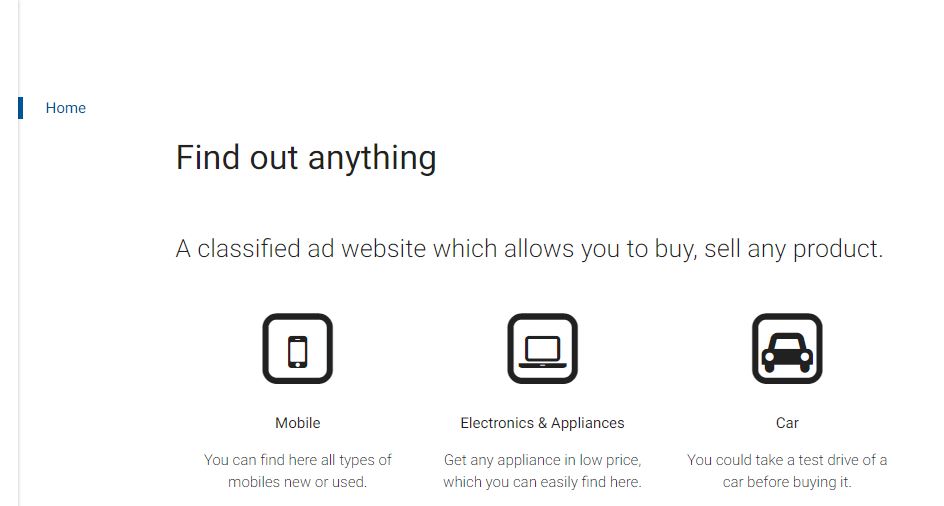 Home
Find out anything
A classified ad website which allows you to buy, sell any product.
Mobile
Electronics & Appliances
Car
You can find here all types of
mobiles new or used.
Get any appliance in low price,
which you can easily find here.
You could take a test drive of a
car before buying it.